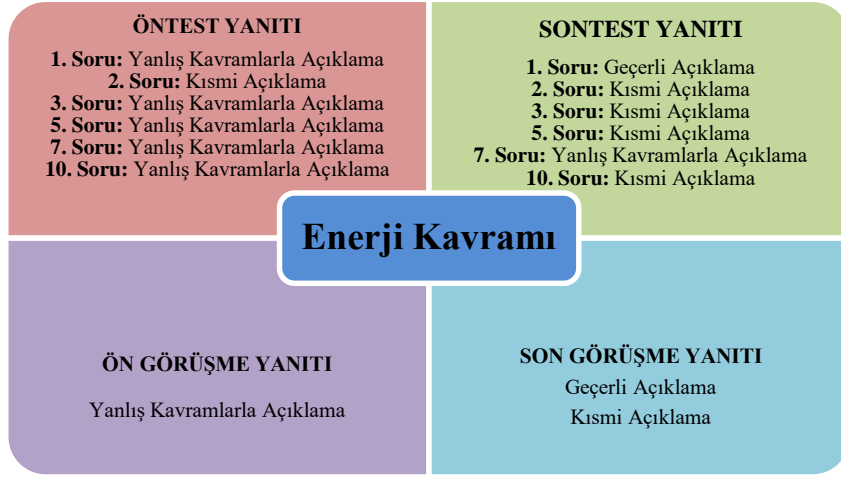 ÖNTEST YANITI
1. Soru: Yanlış Kavramlarla Açıklama
2. Soru: Kısmi Açıklama
3. Soru: Yanlış Kavramlarla Açıklama
5. Soru: Yanlış Kavramlarla Açıklama
7. Soru: Yanlış Kavramlarla Açıklama
10. Soru: Yanlış Kavramlarla Açıklama
SONTEST YANITI
1. Soru: Geçerli Açıklama
2. Soru: Kısmi Açıklama
3. Soru: Kısmi Açıklama
5. Soru: Kısmi Açıklama
7. Soru: Yanlış Kavramlarla Açıklama
10. Soru: Kısmi Açıklama
Enerji Kavramı
ÖN GÖRÜŞME YANITI
Yanlış Kavramlarla Açıklama
SON GÖRÜŞME YANITI
Geçerli Açıklama
Kısmi Açıklama